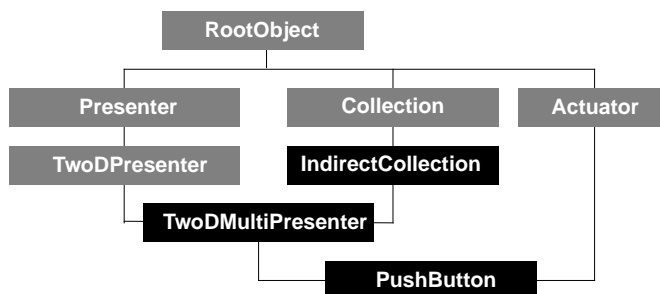 RootObject
Presenter Collection Actuator
TwoDPresenter IndirectCollection
TwoDMultiPresenter
PushButton